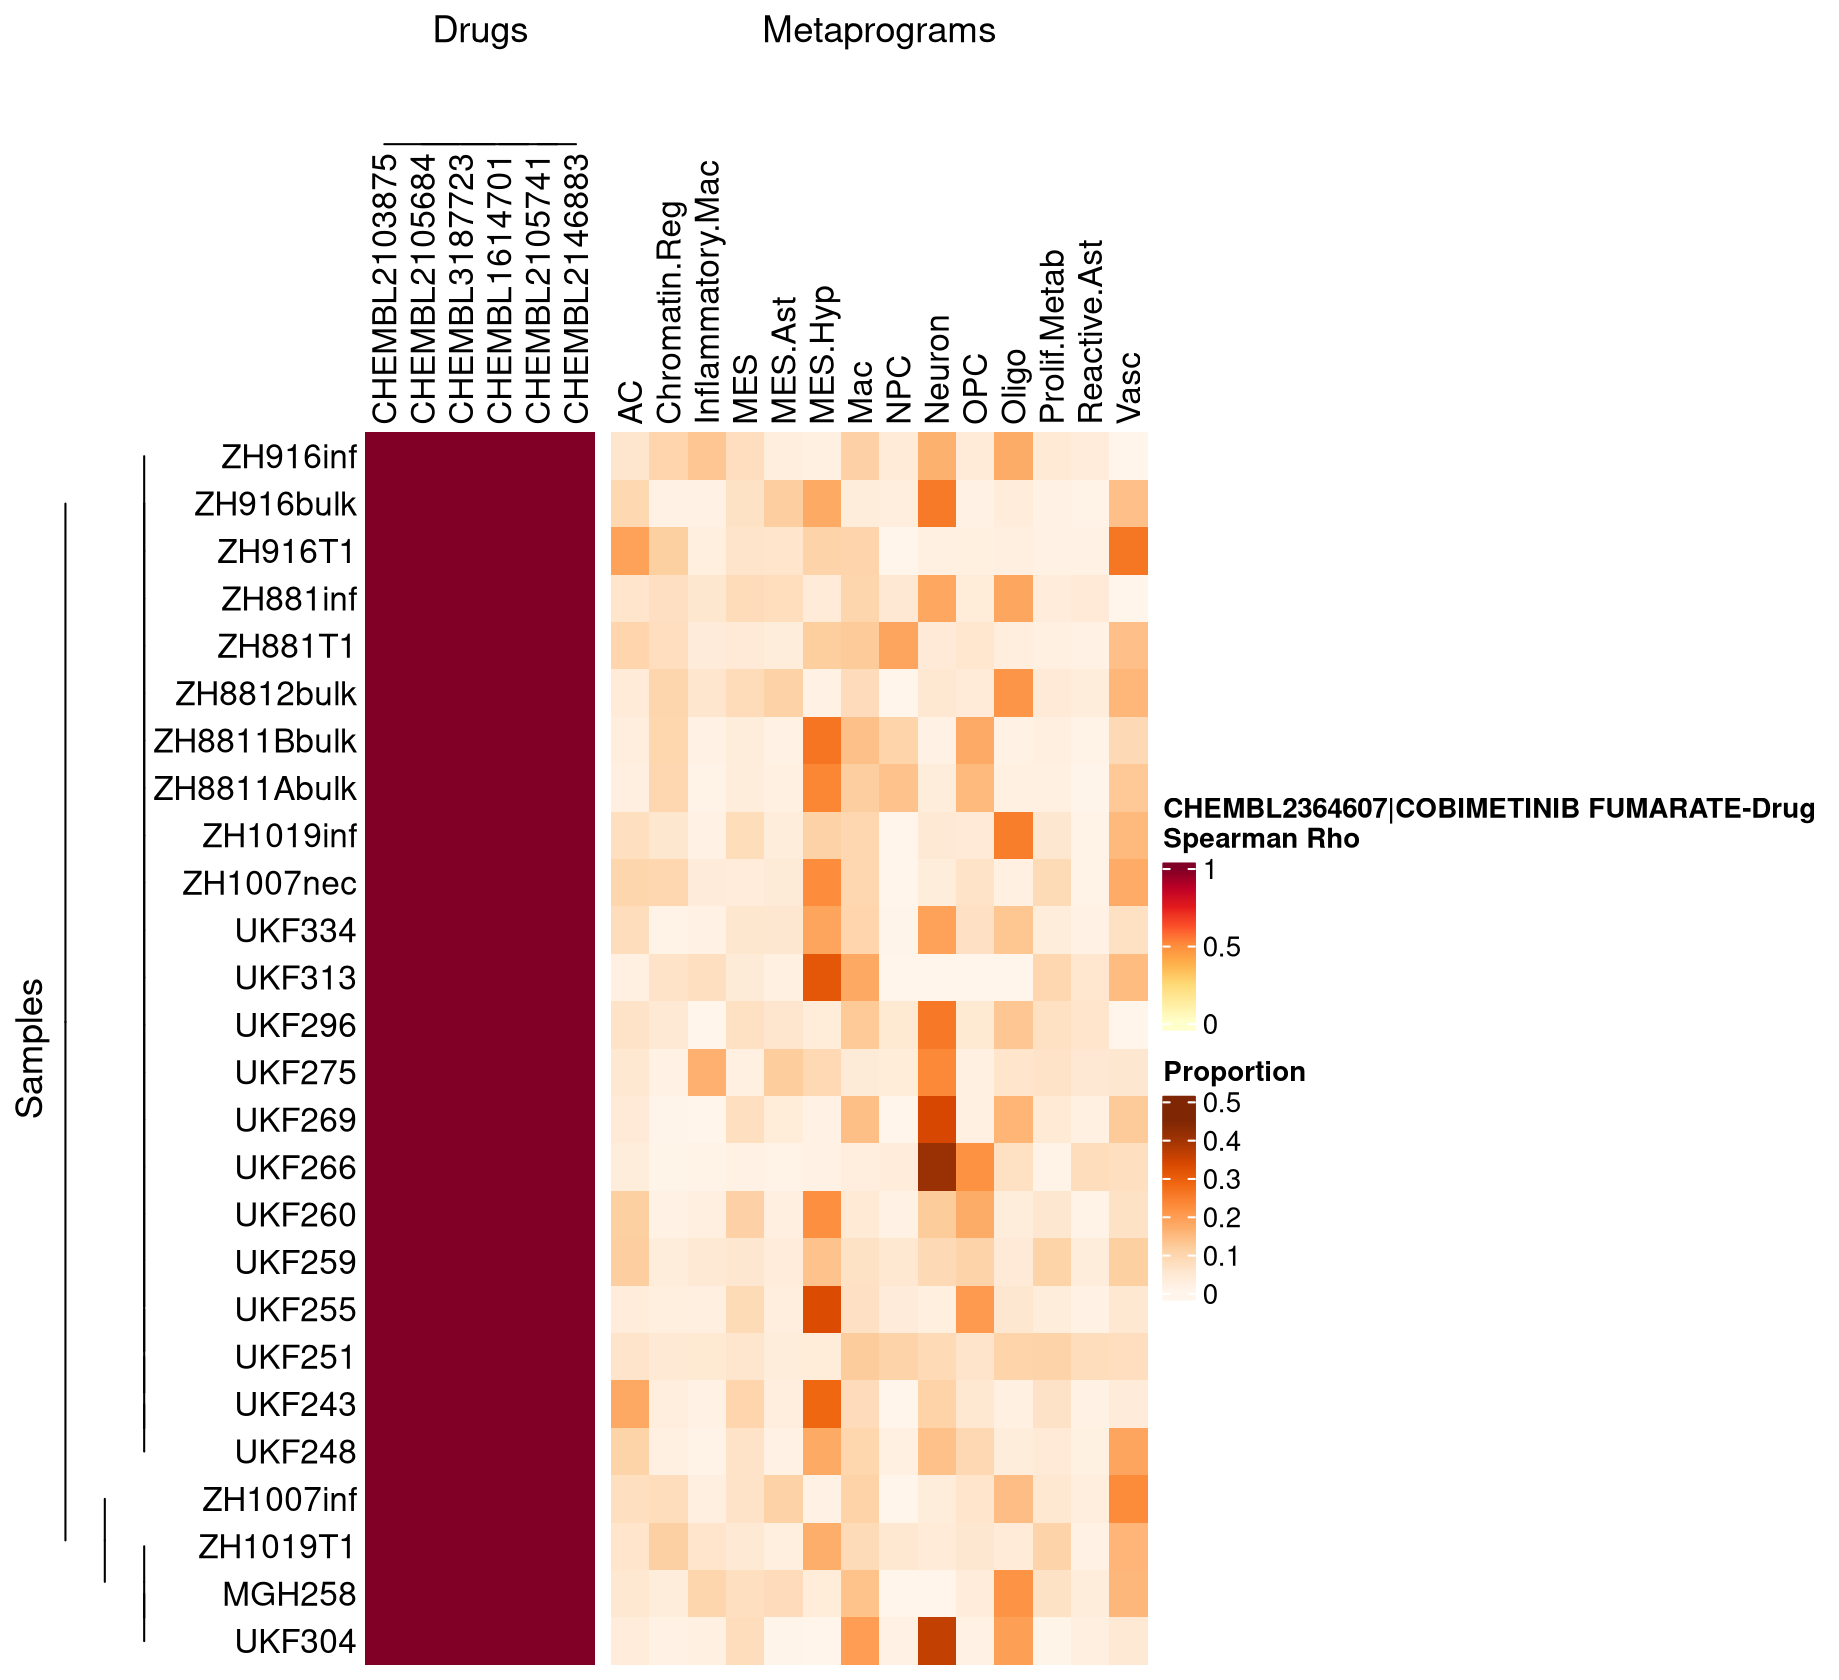 Drugs
Metaprograms
CHEMBL2103875
CHEMBL2105684
CHEMBL3187723
CHEMBL1614701
CHEMBL2105741
CHEMBL2146883
AC
Chromatin.Reg
Inflammatory.Mac
MES
MES.Ast
MES.Hyp
Mac
NPC
Neuron
OPC
Oligo
Prolif.Metab
Reactive.Ast
Vasc
Samples
ZH916inf
ZH916bulk
ZH916T1
ZH881inf
ZH881T1
ZH8812bulk
ZH8811Bbulk
ZH8811Abulk
ZH1019inf
ZH1007nec
UKF334
UKF313
UKF296
UKF275
UKF269
UKF266
UKF260
UKF259
UKF255
UKF251
UKF243
UKF248
ZH1007inf
ZH1019T1
MGH258
UKF304
CHEMBL2364607|COBIMETINIB FUMARATE-Drug
Spearman Rho
1
0.5
0
Proportion
0.5
0.4
0.3
0.2
0.1
0